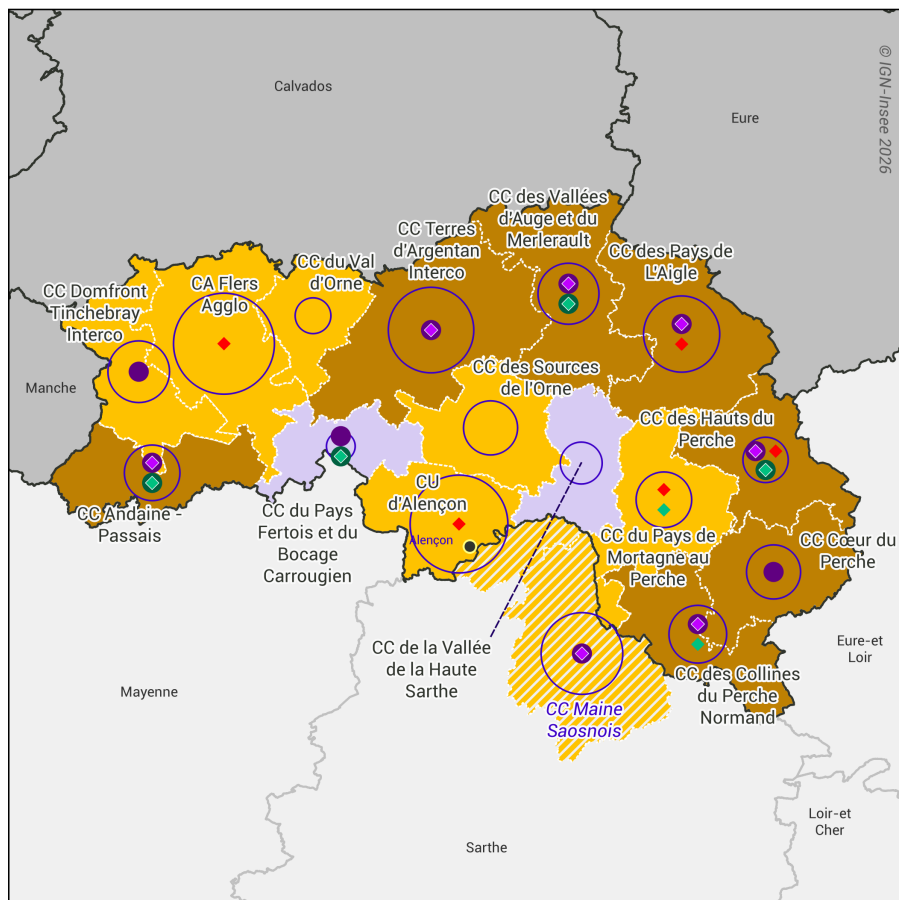 Calvados
Eure
© IGN-Insee 2026
CC des Vallées
d'Auge et du
Merlerault
CC Terres
d'Argentan
Interco
CC des Pays de
L'Aigle
CC du Val
d'Orne
CA Flers
Agglo
CC Domfront
Tinchebray
Interco
Manche
CC des Sources
de l'Orne
CC des Hauts du
Perche
CU
d'Alençon
Alençon
CC Andaine -
Passais
CC du Pays
Fertois et du
Bocage
Carrougien
CC du Pays de
Mortagne au
Perche
CC Cœur du
Perche
CC de la Vallée
de la Haute
Sarthe
Eure-et
Loir
CC des Collines
du Perche
Normand
CC Maine
Saosnois
Mayenne
Sarthe
Loir-et
Cher